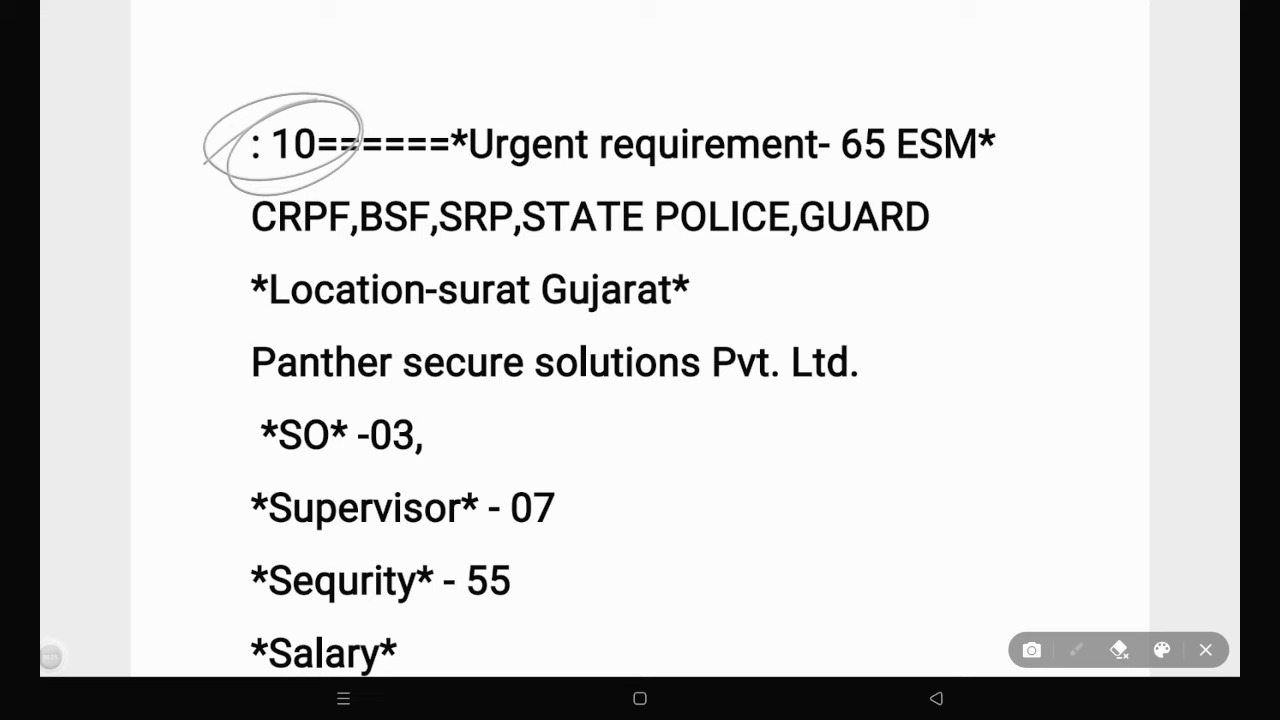 : 10======*Urgent requirement- 65 ESM*
CRPF,BSF,SRP,STATE POLICE,GUARD
*Location-surat Gujarat*
Panther secure solutions Pvt. Ltd.
*SO* -03,
*Supervisor* - 07
*Sequrity* - 55
*Salary*